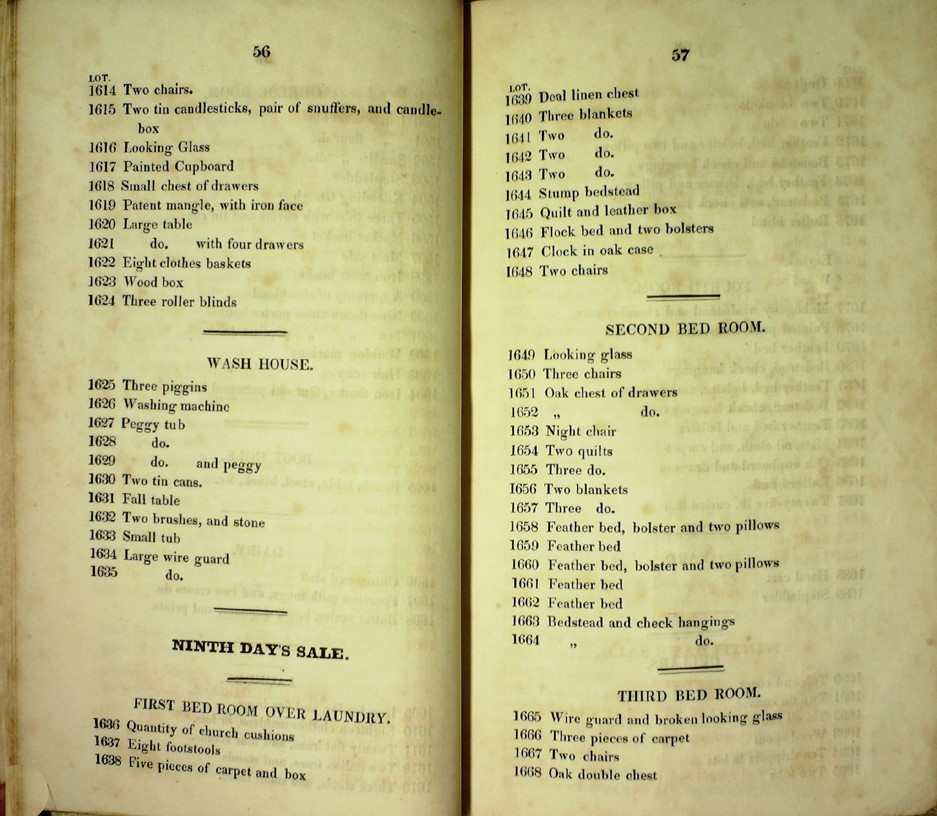 56
LOT.
1614 Two chairs.
1615 Two tin candlesticks, pair of snuffers, and candle-
box
1616 Looking Glass
1617 Painted Cupboard
1618 Small chest of drawers
1619 Patent mangle, with iron face
1620 Large table
1621 do. with four drawers
1622 Eight clothes baskets
1623 Wood box
1624 Three roller blinds
WASH HOUSE.
1625 Three piggins
1626 Washing machine
1627 Peggy tub
1628 do.
1629 do. and peggy
1630 Two tin cans.
1631 Fall table
1632 Two brushes, and stone
1633 Small tub
1634 Large wire guard
1635 do.
NINTH DAY'S SALE.
FIRST BED ROOM OVER LAUNDRY.
1636 Quantity of church cushions
1637 Eight footstools
1638 Five pieces of carpet and box
57
LOT.
1639 Deal linen chest
1640 Three blankets
1641 Two do.
1642 Two do.
1643 Two do.
1644 Stump bedstead
1645 Quilt and leather box
1646 Flock bed and two bolsters
1647 Clock in oak case
1648 Two chairs
SECOND BED ROOM.
1649 Looking glass
1650 Three chairs
1651 Oak chest of drawers
1652 „ do.
1653 Night chair
1654 Two quilts
1655 Three do.
1656 Two blankets
1657 Three do.
1658 Feather bed, bolster and two pillows
1659 Feather bed
1660 Feather bed, bolster and two pillows
1661 Feather bed
1662 Feather bed
1663 Bedstead and check hangings
1664 „ do.
THIRD BED ROOM.
1665 Wire guard and broken looking glass
1666 Three pieces of carpet
1667 Two chairs
1668 Oak double chest